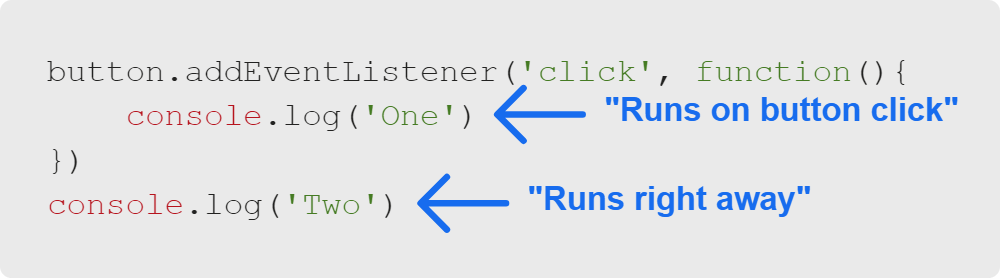 button.addEventListener('click', function(){
console.log('One') "Runs on button click"
})
console.log('Two') "Runs right away"